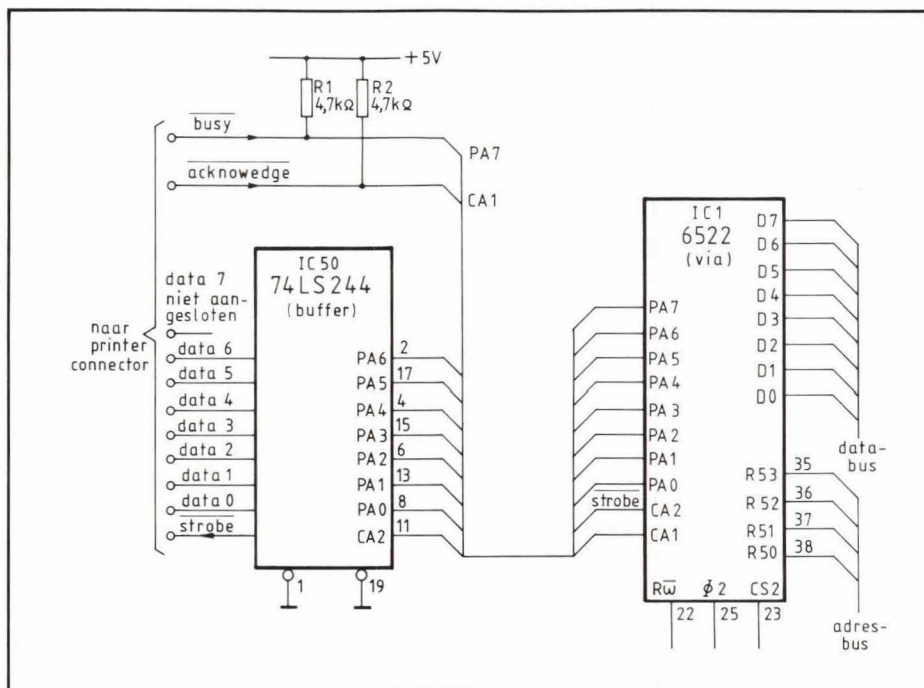 +5V
R1
4,7kΩ
R2
4,7kΩ
busy
PA7
acknowedge
CA1
IC50
74LS244
(buffer)
data 7
niet aan-
gesloten
naar
printer
connector
data 6
data 5
data 4
data 3
data 2
data 1
data 0
strobe
PA6 2
PA5 17
PA4 4
PA3 15
PA2 6
PA1 13
PA0 8
CA2 11
1
19
IC1
6522
(via)
PA7
PA6
PA5
PA4
PA3
PA2
PA1
PA0
strobe
CA2
CA1
D7
D6
D5
D4
D3
D2
D1
D0
data-
bus
R53 35
R52 36
R51 37
R50 38
RW̅ ϕ2 CS2
22 25 23
adres-
bus